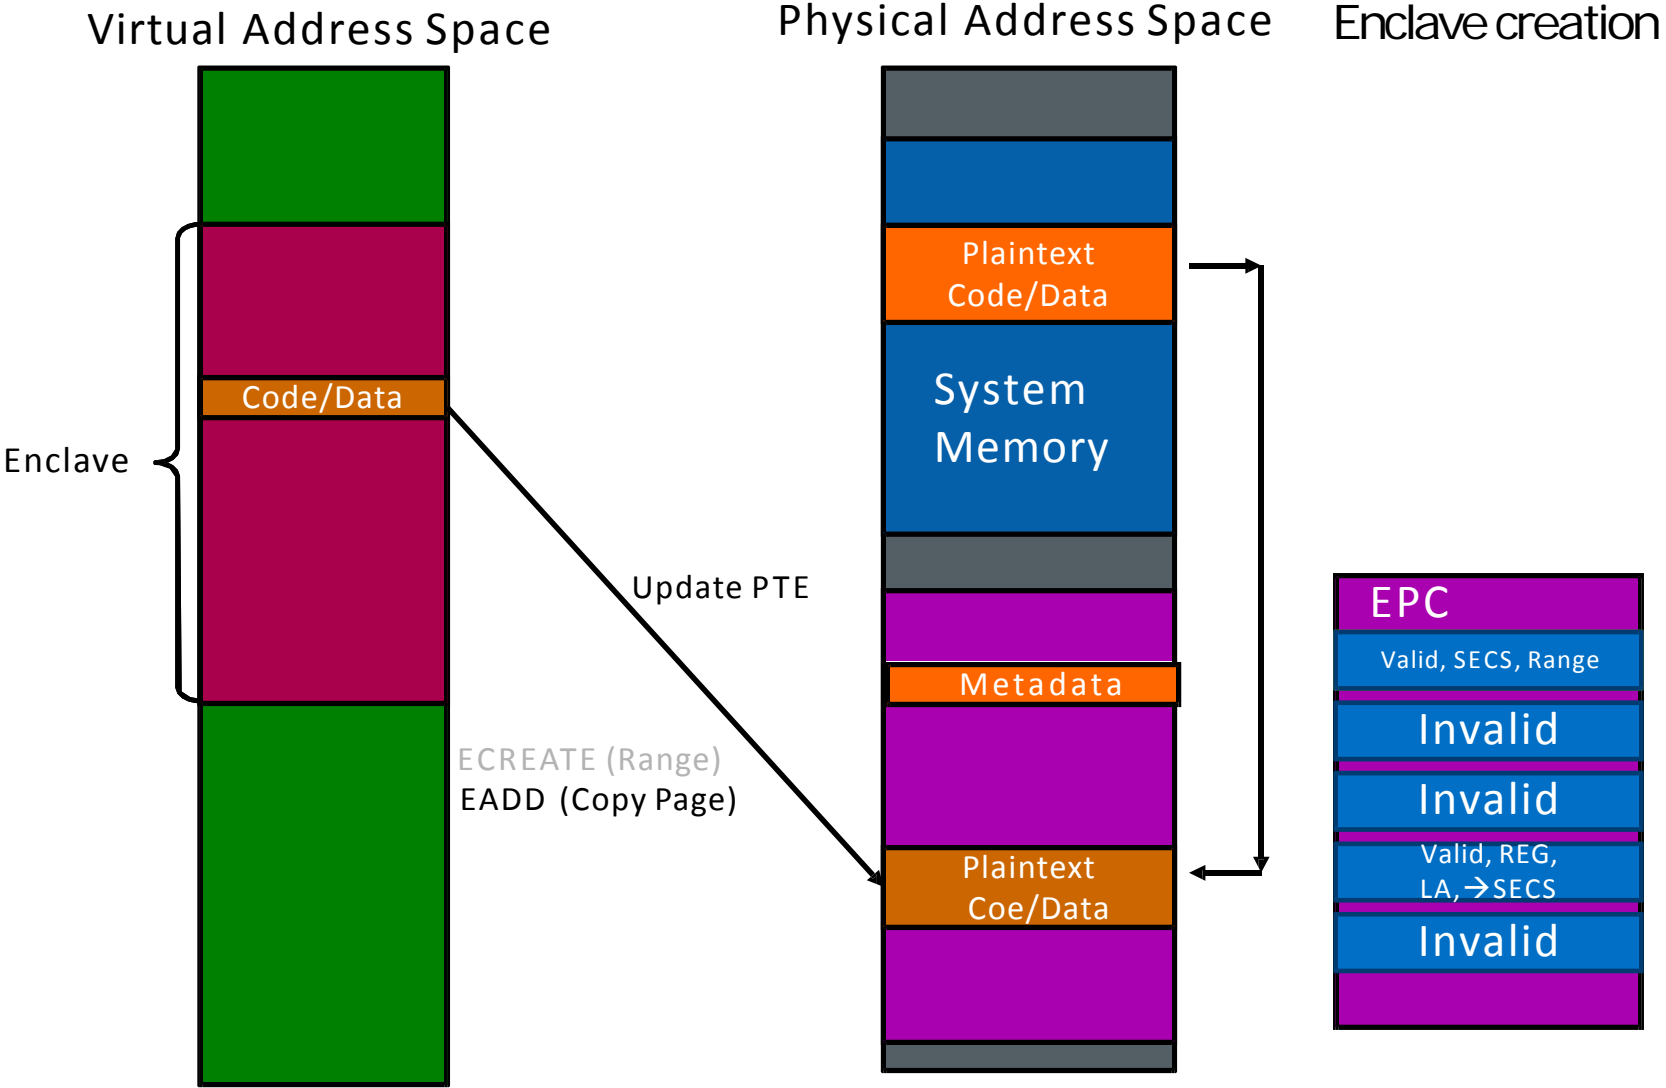 Virtual Address Space
Physical Address Space
Enclave creation
Plaintext
Code/Data
System
Memory
Code/Data
Enclave
Update PTE
Metadata
ECREATE (Range)
EADD (Copy Page)
Plaintext
Coe/Data
EPC
Valid, SECS, Range
Invalid
Invalid
Valid, REG,
LA, →SECS
Invalid